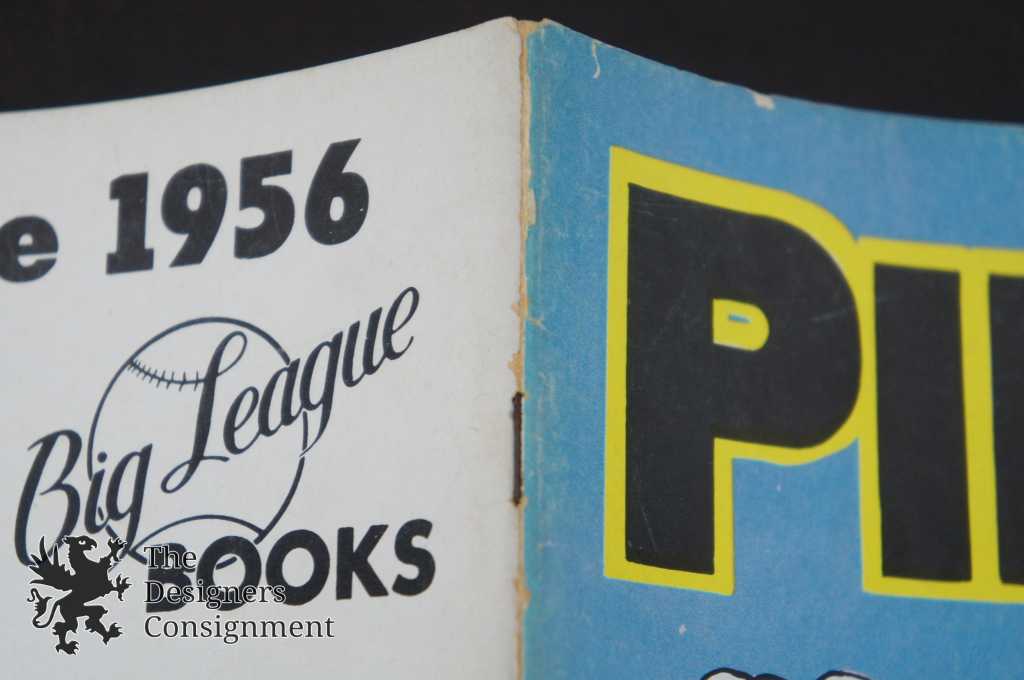 e 1956
Big League
BOOKS
PI
The
Designers
Consignment